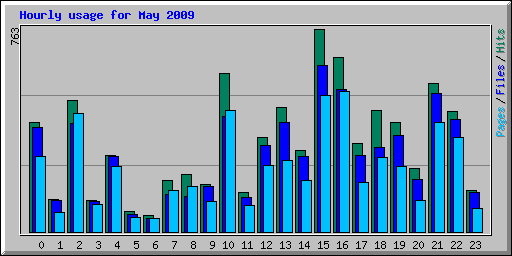 Hourly usage for May 2009
763
Pages/Files/Hits
0 1 2 3 4 5 6 7 8 9 10 11 12 13 14 15 16 17 18 19 20 21 22 23